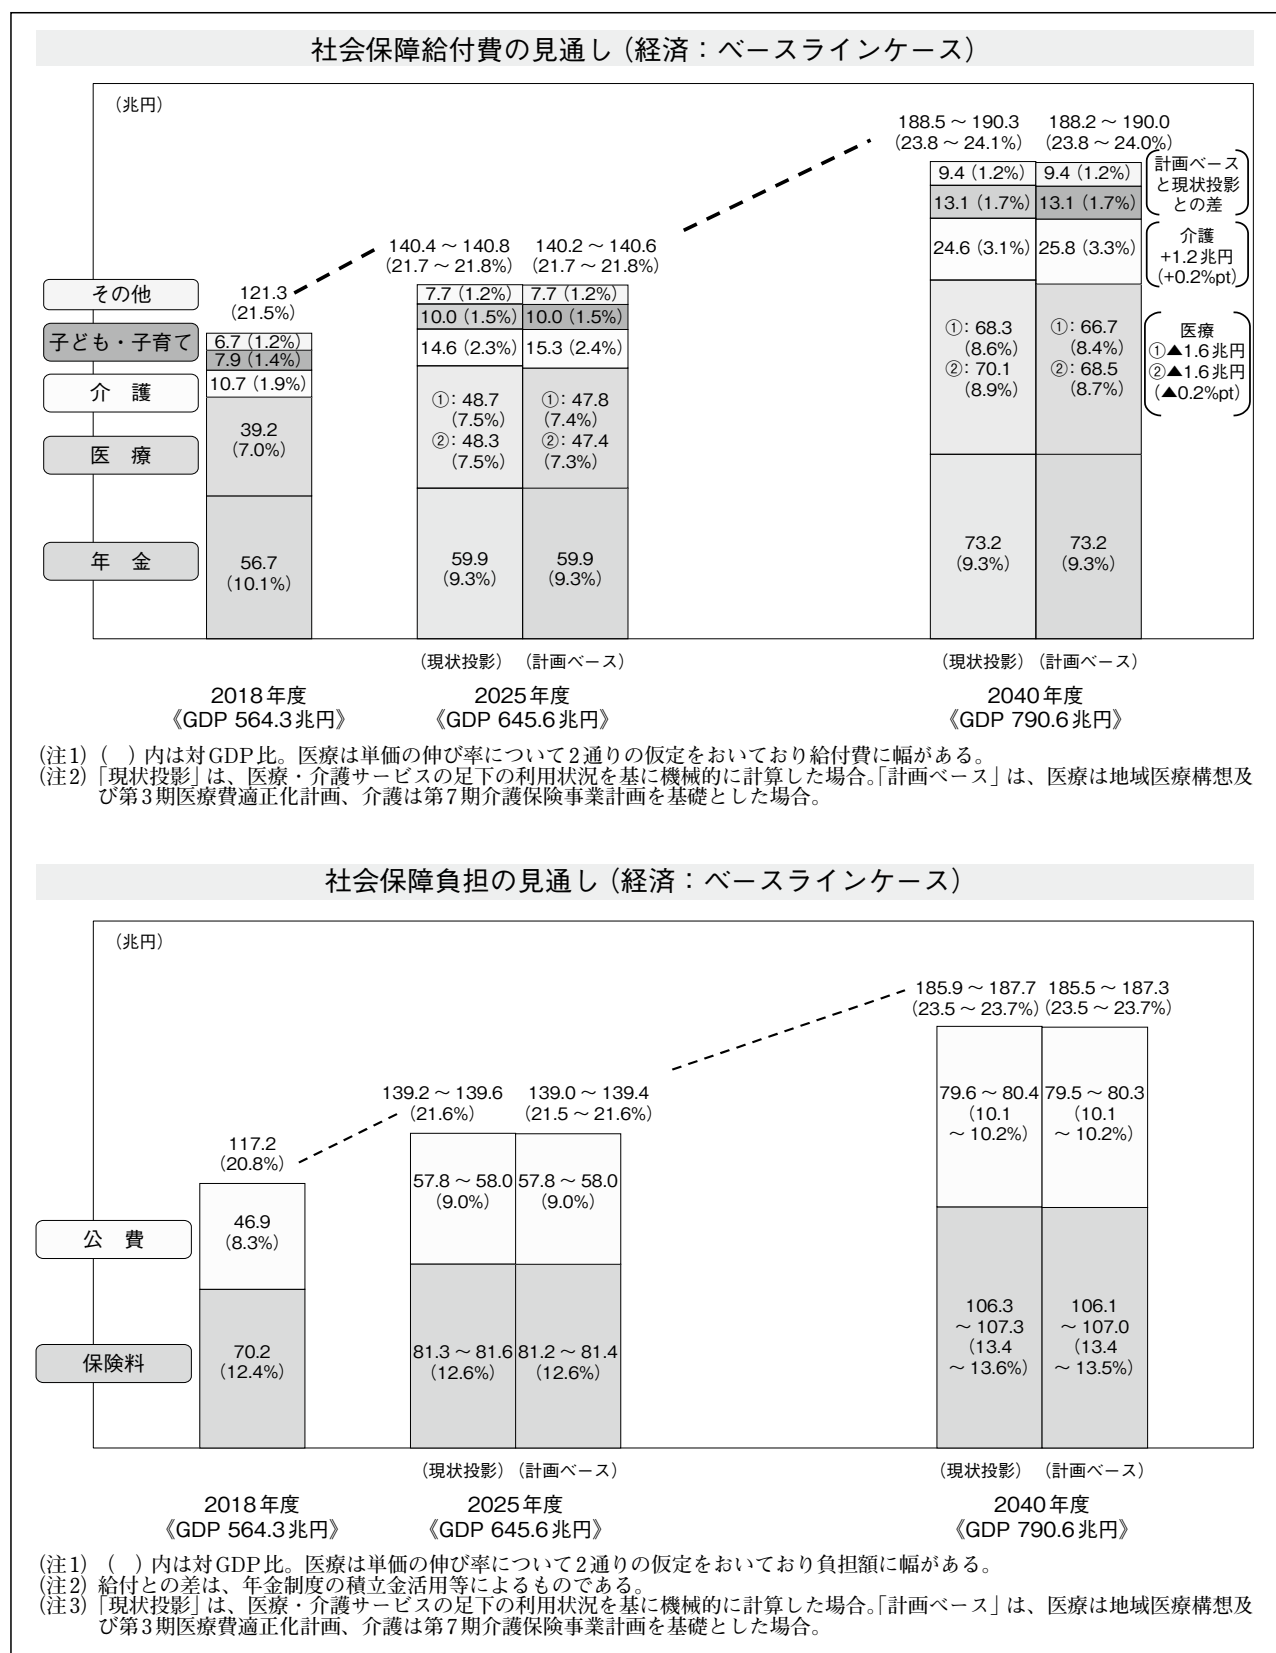 社会保障給付費の見通し(経済：ベースラインケース)
(兆円)
188.5～190.3
(23.8～24.1%)
188.2～190.0
(23.8～24.0%)
9.4(1.2%)
9.4(1.2%)
13.1(1.7%)
13.1(1.7%)
24.6(3.1%)
25.8(3.3%)
①：68.3
(8.6%)
②：70.1
(8.9%)
①：66.7
(8.4%)
②：68.5
(8.7%)
73.2
(9.3%)
73.2
(9.3%)
計画ベース
と現状投影
との差
介護
+1.2兆円
(+0.2%pt)
医療
①▲1.6兆円
②▲1.6兆円
(▲0.2%pt)
140.4～140.8
(21.7～21.8%)
140.2～140.6
(21.7～21.8%)
7.7(1.2%)
7.7(1.2%)
10.0(1.5%)
10.0(1.5%)
14.6(2.3%)
15.3(2.4%)
①：48.7
(7.5%)
②：48.3
(7.5%)
①：47.8
(7.4%)
②：47.4
(7.3%)
59.9
(9.3%)
59.9
(9.3%)
121.3
(21.5%)
その他
6.7(1.2%)
子ども・子育て
7.9(1.4%)
介　護
10.7(1.9%)
医　療
39.2
(7.0%)
年　金
56.7
(10.1%)
(現状投影)
(計画ベース)
(現状投影)
(計画ベース)
2018年度
《GDP 564.3兆円》
2025年度
《GDP 645.6兆円》
2040年度
《GDP 790.6兆円》
(注1)(　)内は対GDP比。医療は単価の伸び率について2通りの仮定をおいており給付費に幅がある。
(注2)「現状投影」は、医療・介護サービスの足下の利用状況を基に機械的に計算した場合。「計画ベース」は、医療は地域医療構想及
び第3期医療費適正化計画、介護は第7期介護保険事業計画を基礎とした場合。
社会保障負担の見通し(経済：ベースラインケース)
(兆円)
185.9～187.7
(23.5～23.7%)
185.5～187.3
(23.5～23.7%)
79.6～80.4
(10.1
～10.2%)
79.5～80.3
(10.1
～10.2%)
106.3
～107.3
(13.4
～13.6%)
106.1
～107.0
(13.4
～13.5%)
139.2～139.6
(21.6%)
139.0～139.4
(21.5～21.6%)
57.8～58.0
(9.0%)
57.8～58.0
(9.0%)
81.3～81.6
(12.6%)
81.2～81.4
(12.6%)
117.2
(20.8%)
公　費
46.9
(8.3%)
保険料
70.2
(12.4%)
(現状投影)
(計画ベース)
(現状投影)
(計画ベース)
2018年度
《GDP 564.3兆円》
2025年度
《GDP 645.6兆円》
2040年度
《GDP 790.6兆円》
(注1)(　)内は対GDP比。医療は単価の伸び率について2通りの仮定をおいており負担額に幅がある。
(注2)給付との差は、年金制度の積立金活用等によるものである。
(注3)「現状投影」は、医療・介護サービスの足下の利用状況を基に機械的に計算した場合。「計画ベース」は、医療は地域医療構想及
び第3期医療費適正化計画、介護は第7期介護保険事業計画を基礎とした場合。